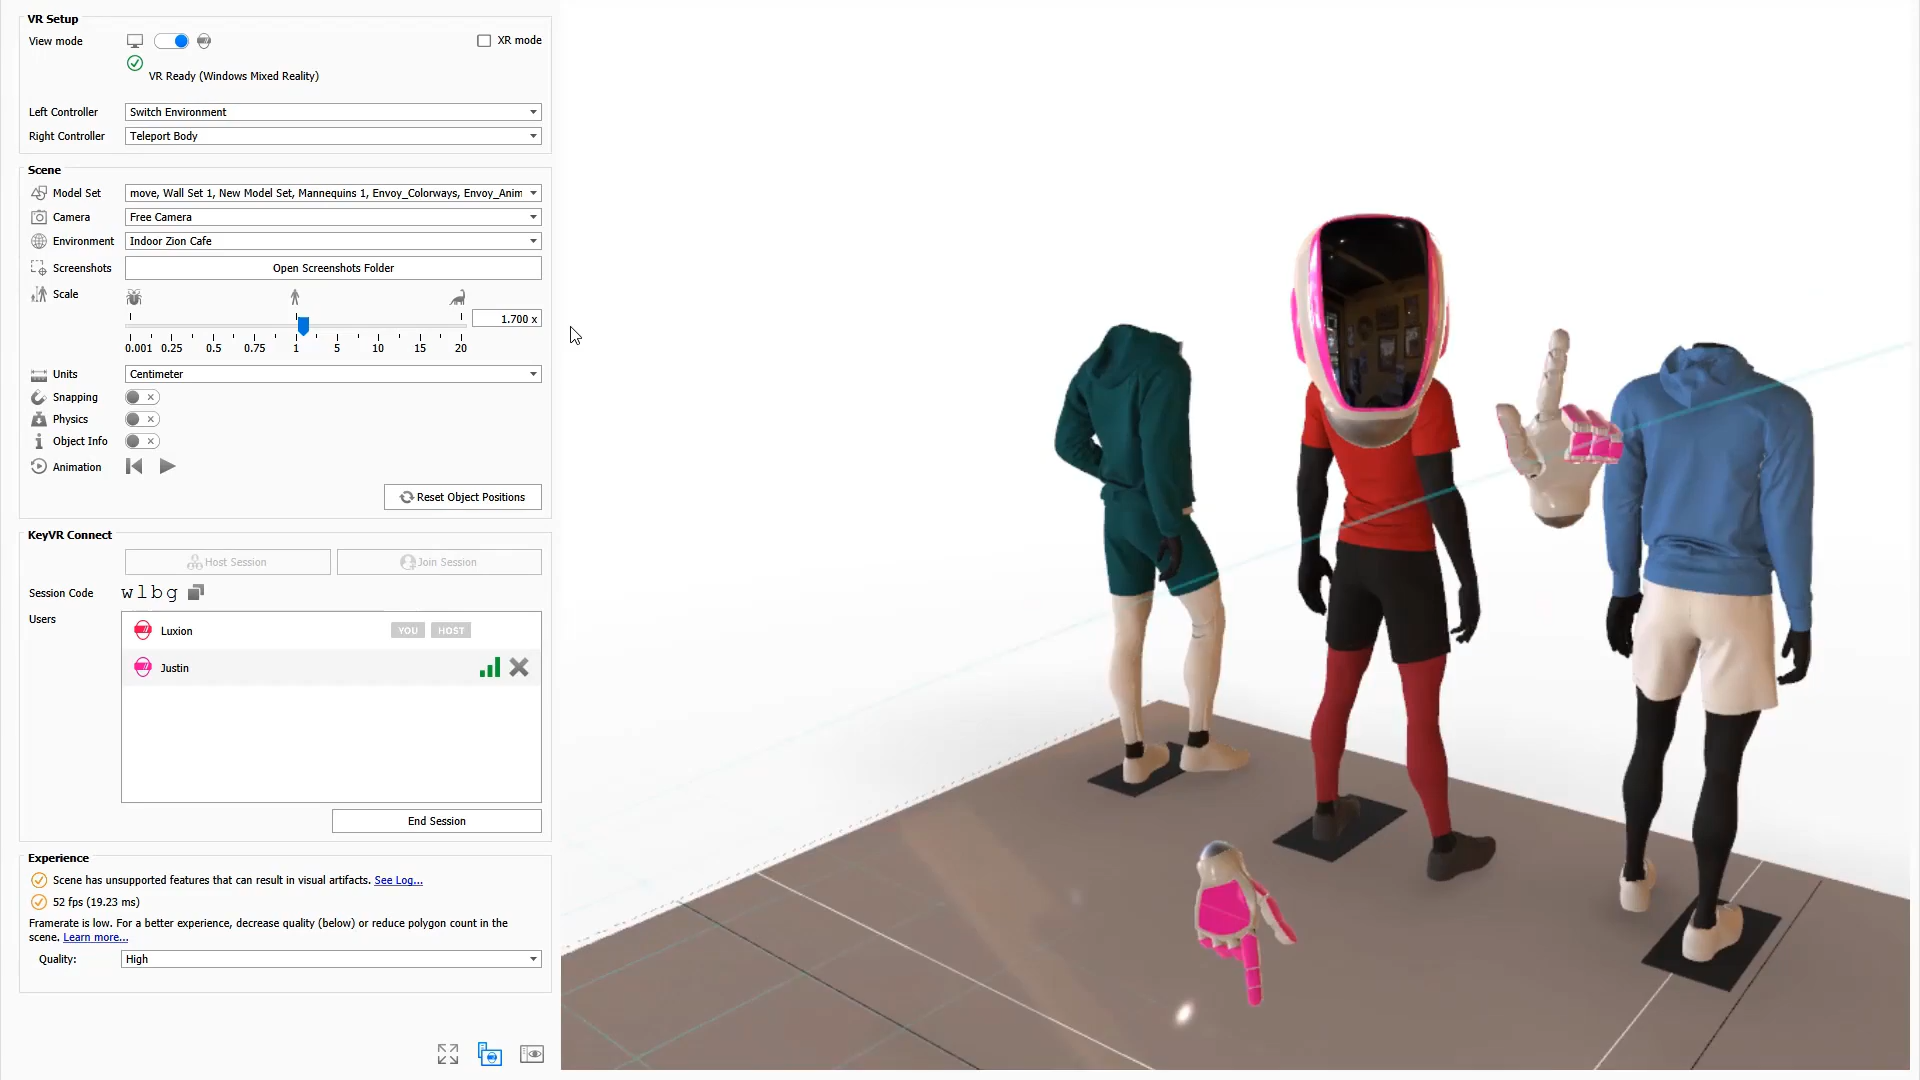 VR Setup
View mode
XR mode
VR Ready (Windows Mixed Reality)
Left Controller
Switch Environment
Right Controller
Teleport Body
Scene
Model Set
move, Wall Set 1, New Model Set, Mannequins 1, Envoy_Colorways, Envoy_Anim
Camera
Free Camera
Environment
Indoor Zion Cafe
Screenshots
Open Screenshots Folder
Scale
1.700 x
0.001 0.25 0.5 0.75 1 5 10 15 20
Units
Centimeter
Snapping
Physics
Object Info
Animation
Reset Object Positions
KeyVR Connect
Host Session
Join Session
Session Code
wlbg
Users
Luxion
YOU
HOST
Justin
End Session
Experience
Scene has unsupported features that can result in visual artifacts. See Log...
52 fps (19.23 ms)
Framerate is low. For a better experience, decrease quality (below) or reduce polygon count in the
scene. Learn more...
Quality:
High